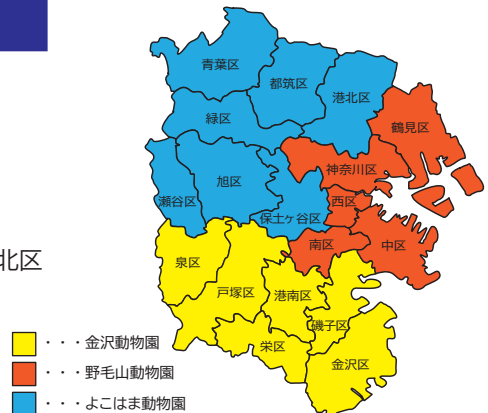 青葉区
都筑区
港北区
緑区
鶴見区
神奈川区
旭区
瀬谷区
西区
保土ヶ谷区
南区
中区
北区
泉区
戸塚区
港南区
磯子区
栄区
金沢区
・・・金沢動物園
・・・野毛山動物園
・・・よこはま動物園